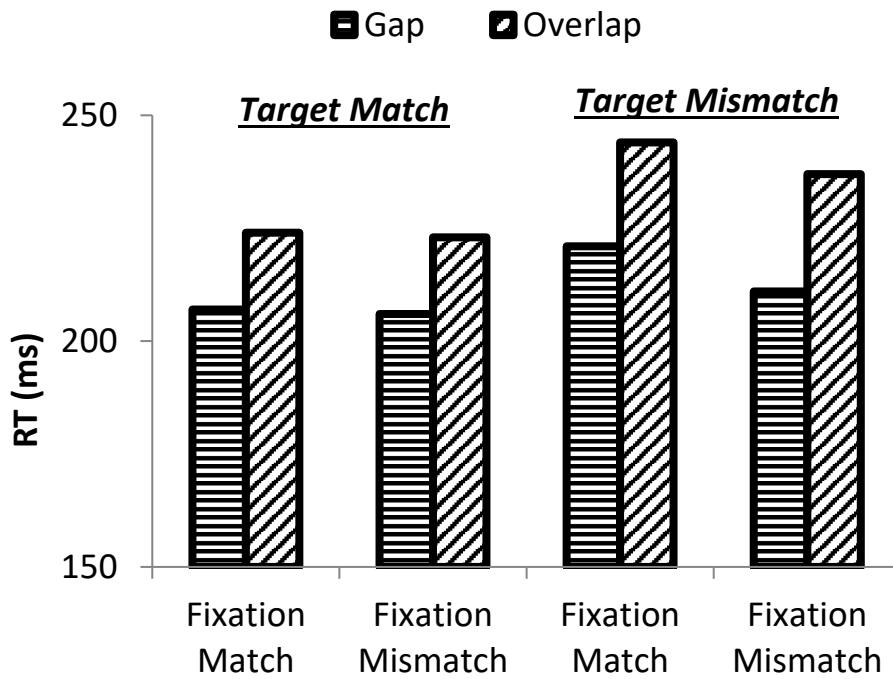 Gap Overlap
Target Match Target Mismatch
250
200
150
RT (ms)
Fixation Match
Fixation Mismatch
Fixation Match
Fixation Mismatch